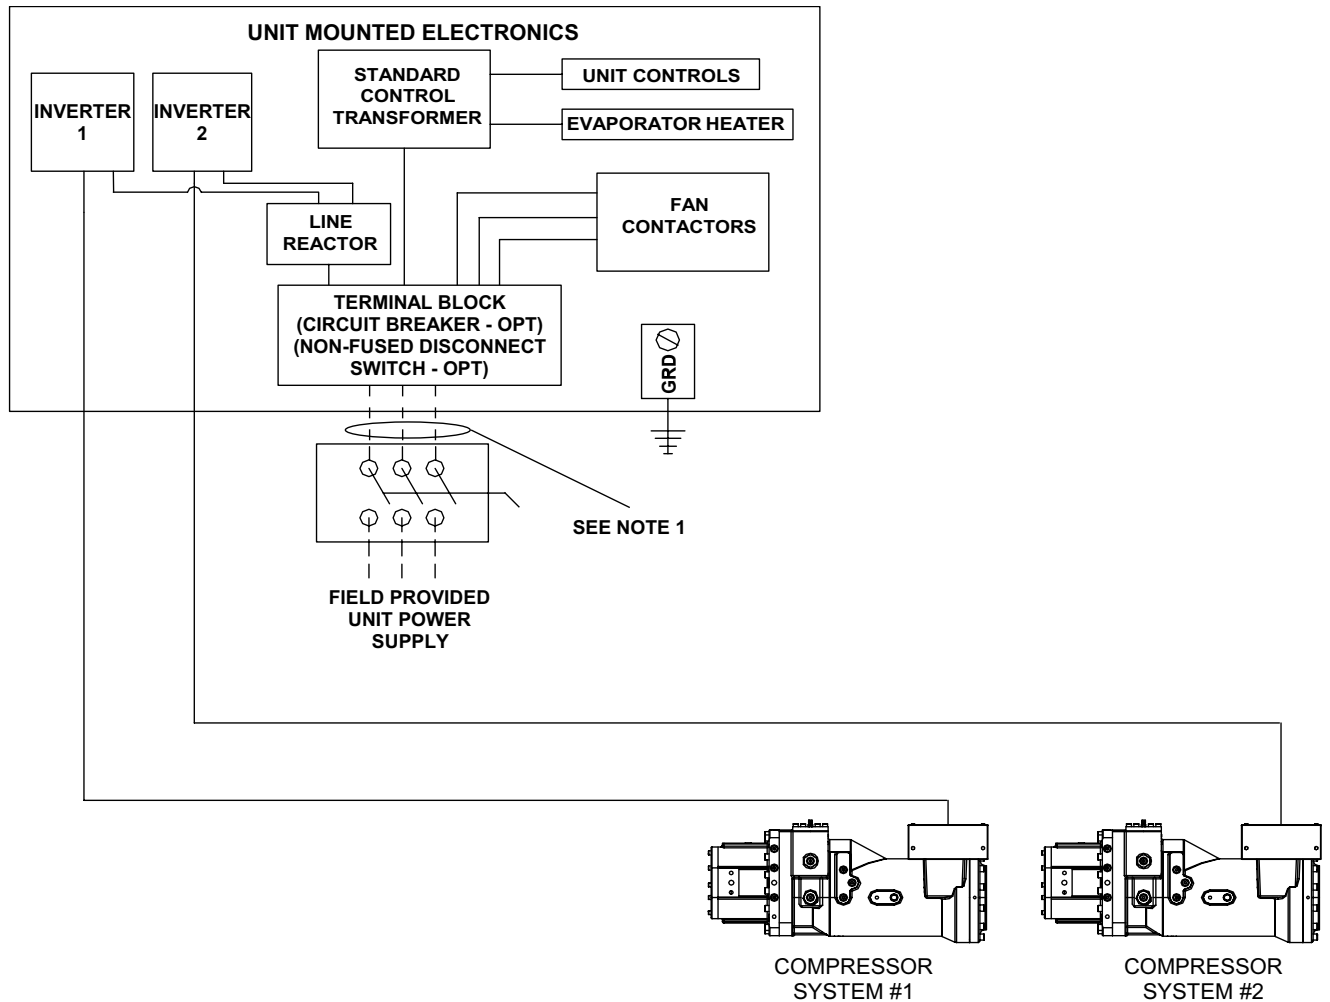 UNIT MOUNTED ELECTRONICS
INVERTER
1
INVERTER
2
STANDARD
CONTROL
TRANSFORMER
UNIT CONTROLS
EVAPORATOR HEATER
FAN
CONTACTORS
LINE
REACTOR
TERMINAL BLOCK
(CIRCUIT BREAKER - OPT)
(NON-FUSED DISCONNECT
SWITCH - OPT)
GRD
SEE NOTE 1
FIELD PROVIDED
UNIT POWER
SUPPLY
COMPRESSOR
SYSTEM #1
COMPRESSOR
SYSTEM #2